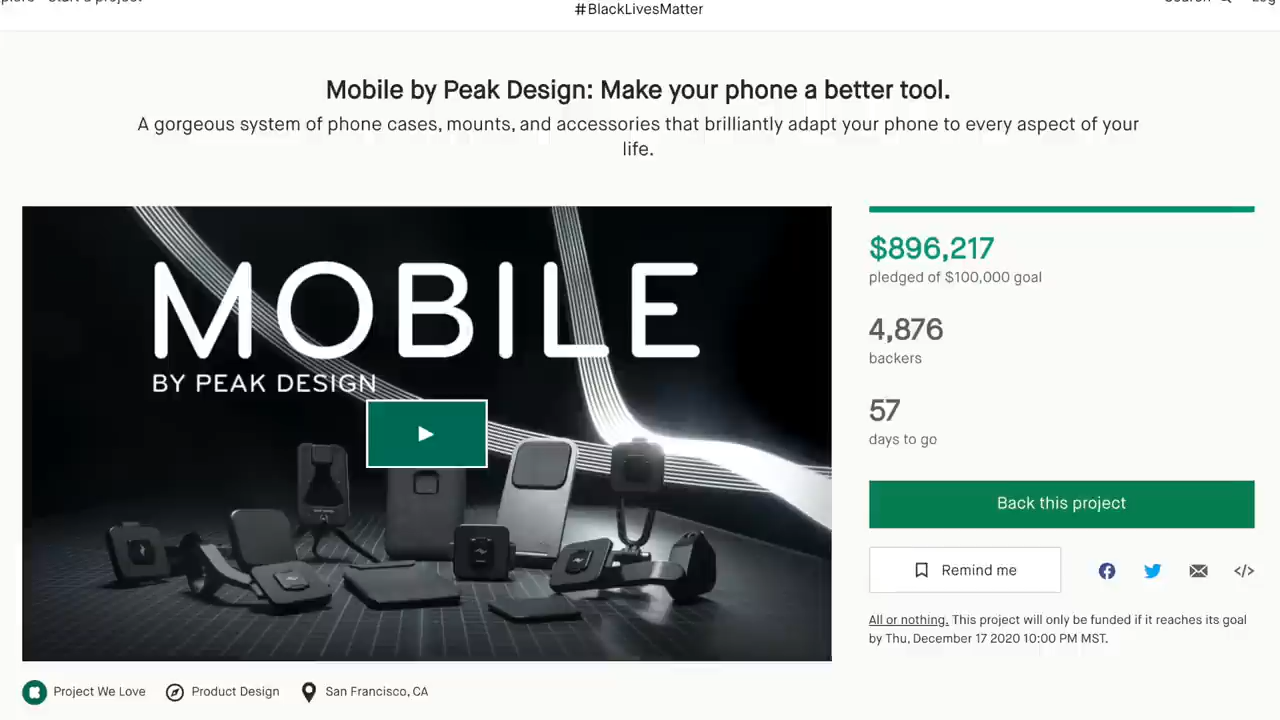 #BlackLivesMatter
Mobile by Peak Design: Make your phone a better tool.
A gorgeous system of phone cases, mounts, and accessories that brilliantly adapt your phone to every aspect of your
life.
MOBILE
BY PEAK DESIGN
$896,217
pledged of $100,000 goal
4,876
backers
57
days to go
Back this project
Remind me
All or nothing. This project will only be funded if it reaches its goal
by Thu, December 17 2020 10:00 PM MST.
Project We Love Product Design San Francisco, CA